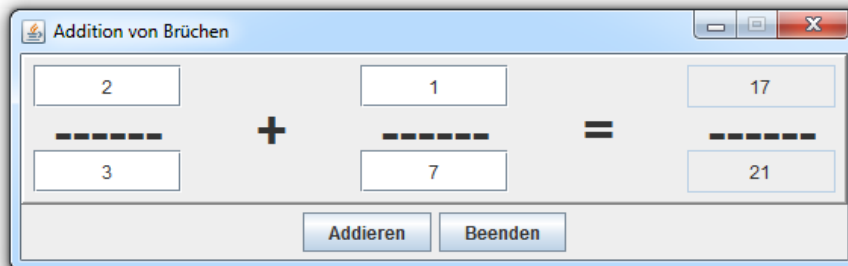 Addition von Brüchen
2 1 17
------ + ------ = ------
3 7 21
Addieren Beenden